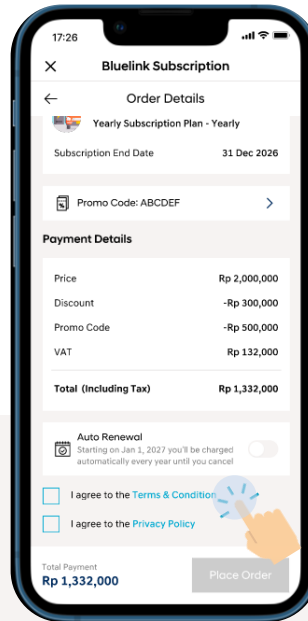 17:26
Bluelink Subscription
Order Details
Yearly Subscription Plan - Yearly
Subscription End Date 31 Dec 2026
Promo Code: ABCDEF
Payment Details
Price Rp 2,000,000
Discount -Rp 300,000
Promo Code -Rp 500,000
VAT Rp 132,000
Total (Including Tax) Rp 1,332,000
Auto Renewal
Starting on Jan 1, 2027 you'll be charged
automatically every year until you cancel
I agree to the Terms & Condition
I agree to the Privacy Policy
Total Payment
Rp 1,332,000
Place Order